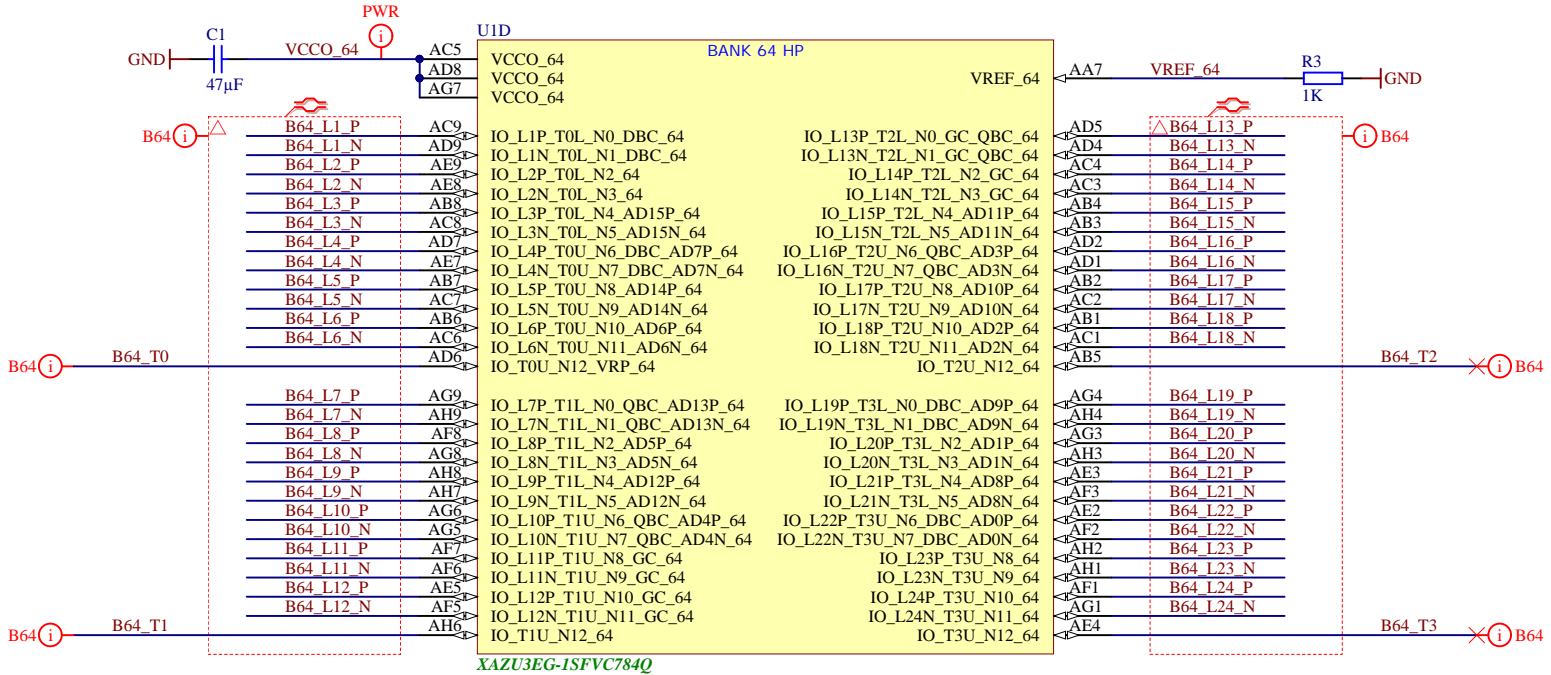 PWR
C1
GND
VCCO_64
47µF
U1D
BANK 64 HP
AC5 VCCO_64
AD8 VCCO_64
AG7 VCCO_64
VREF_64 AA7 VREF_64
R3
1K
GND
B64
B64_L1_P AC9 IO_L1P_T0L_N0_DBC_64 IO_L13P_T2L_N0_GC_QBC_64 AD5 B64_L13_P
B64
B64_L1_N AD9 IO_L1N_T0L_N1_DBC_64 IO_L13N_T2L_N1_GC_QBC_64 AD4 B64_L13_N
B64_L2_P AE9 IO_L2P_T0L_N2_64 IO_L14P_T2L_N2_GC_64 AC4 B64_L14_P
B64_L2_N AE8 IO_L2N_T0L_N3_64 IO_L14N_T2L_N3_GC_64 AC3 B64_L14_N
B64_L3_P AB8 IO_L3P_T0L_N4_AD15P_64 IO_L15P_T2L_N4_AD11P_64 AB4 B64_L15_P
B64_L3_N AC8 IO_L3N_T0L_N5_AD15N_64 IO_L15N_T2L_N5_AD11N_64 AB3 B64_L15_N
B64_L4_P AD7 IO_L4P_T0U_N6_DBC_AD7P_64 IO_L16P_T2U_N6_QBC_AD3P_64 AD2 B64_L16_P
B64_L4_N AE7 IO_L4N_T0U_N7_DBC_AD7N_64 IO_L16N_T2U_N7_QBC_AD3N_64 AD1 B64_L16_N
B64_L5_P AB7 IO_L5P_T0U_N8_AD14P_64 IO_L17P_T2U_N8_AD10P_64 AB2 B64_L17_P
B64_L5_N AC7 IO_L5N_T0U_N9_AD14N_64 IO_L17N_T2U_N9_AD10N_64 AC2 B64_L17_N
B64_L6_P AB6 IO_L6P_T0U_N10_AD6P_64 IO_L18P_T2U_N10_AD2P_64 AB1 B64_L18_P
B64_L6_N AC6 IO_L6N_T0U_N11_AD6N_64 IO_L18N_T2U_N11_AD2N_64 AC1 B64_L18_N
B64 B64_T0 AD6 IO_T0U_N12_VRP_64 IO_T2U_N12_64 AB5 B64_T2 B64
B64_L7_P AG9 IO_L7P_T1L_N0_QBC_AD13P_64 IO_L19P_T3L_N0_DBC_AD9P_64 AG4 B64_L19_P
B64_L7_N AH9 IO_L7N_T1L_N1_QBC_AD13N_64 IO_L19N_T3L_N1_DBC_AD9N_64 AH4 B64_L19_N
B64_L8_P AF8 IO_L8P_T1L_N2_AD5P_64 IO_L20P_T3L_N2_AD1P_64 AG3 B64_L20_P
B64_L8_N AG8 IO_L8N_T1L_N3_AD5N_64 IO_L20N_T3L_N3_AD1N_64 AH3 B64_L20_N
B64_L9_P AH8 IO_L9P_T1L_N4_AD12P_64 IO_L21P_T3L_N4_AD8P_64 AE3 B64_L21_P
B64_L9_N AH7 IO_L9N_T1L_N5_AD12N_64 IO_L21N_T3L_N5_AD8N_64 AF3 B64_L21_N
B64_L10_P AG6 IO_L10P_T1U_N6_QBC_AD4P_64 IO_L22P_T3U_N6_DBC_AD0P_64 AE2 B64_L22_P
B64_L10_N AG5 IO_L10N_T1U_N7_QBC_AD4N_64 IO_L22N_T3U_N7_DBC_AD0N_64 AF2 B64_L22_N
B64_L11_P AF7 IO_L11P_T1U_N8_GC_64 IO_L23P_T3U_N8_64 AH2 B64_L23_P
B64_L11_N AF6 IO_L11N_T1U_N9_GC_64 IO_L23N_T3U_N9_64 AH1 B64_L23_N
B64_L12_P AE5 IO_L12P_T1U_N10_GC_64 IO_L24P_T3U_N10_64 AF1 B64_L24_P
B64_L12_N AF5 IO_L12N_T1U_N11_GC_64 IO_L24N_T3U_N11_64 AG1 B64_L24_N
B64 B64_T1 AH6 IO_T1U_N12_64 IO_T3U_N12_64 AE4 B64_T3 B64
XAZU3EG-1SFVC784Q